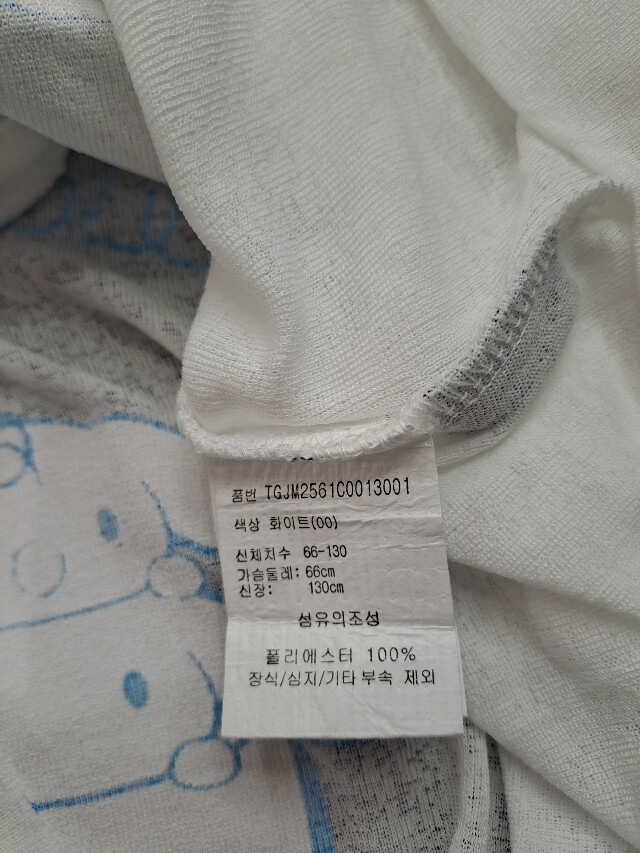 품번 TGJM2561C0013001
색상 화이트(00)
신체치수 66-130
가슴둘레: 66cm
신장: 130cm
섬유의조성
폴리에스터 100%
장식/심지/기타부속 제외